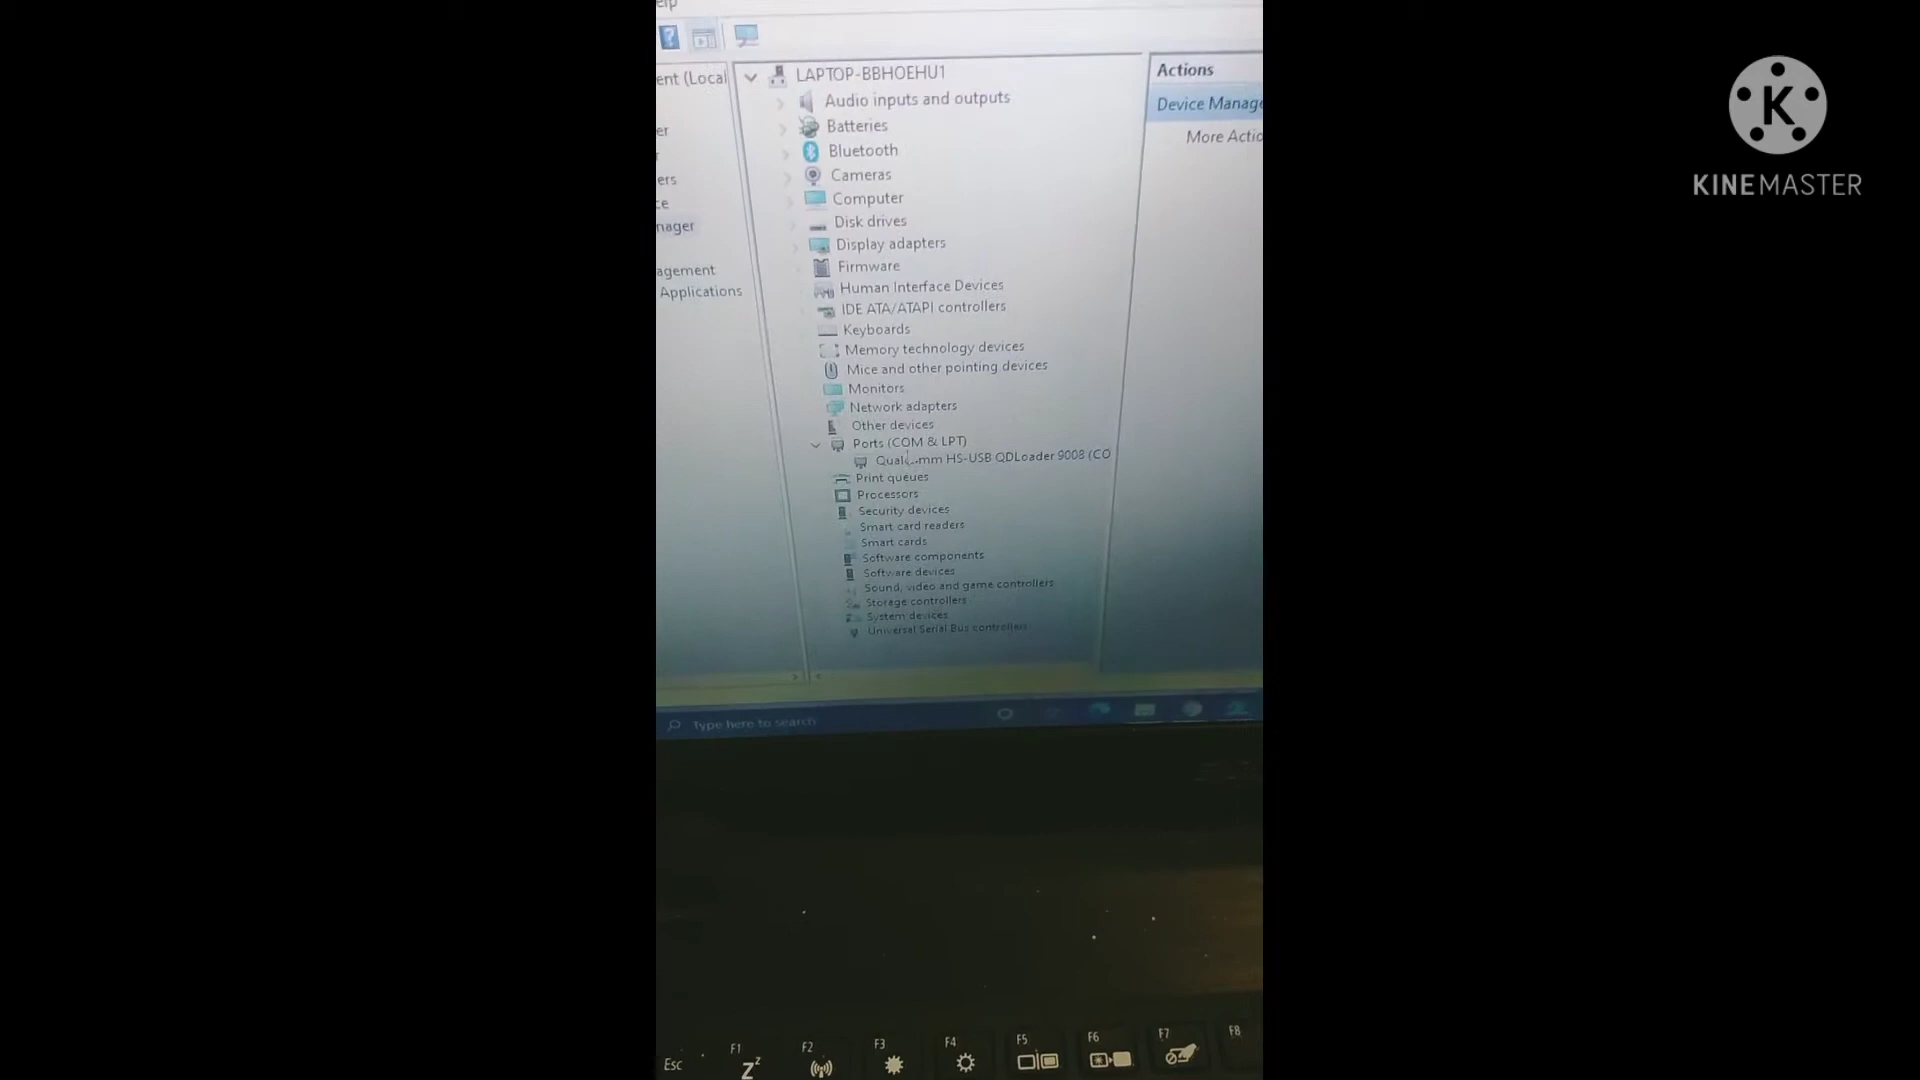 ent (Local
er
ers
ce
nager
agement
Applications
LAPTOP-BBHOEHU1
Audio inputs and outputs
Batteries
Bluetooth
Cameras
Computer
Disk drives
Display adapters
Firmware
Human Interface Devices
IDE ATA/ATAPI controllers
Keyboards
Memory technology devices
Mice and other pointing devices
Monitors
Network adapters
Other devices
Ports (COM & LPT)
Qualcomm HS-USB QDLoader 9008 (CO
Print queues
Processors
Security devices
Smart card readers
Smart cards
Software components
Software devices
Sound, video and game controllers
Storage controllers
System devices
Universal Serial Bus controllers
Actions
Device Manage
More Actio
K
KINEMASTER
Type here to search
Esc
F1
F2
F3
F4
F5
F6
F7
F8
Zz